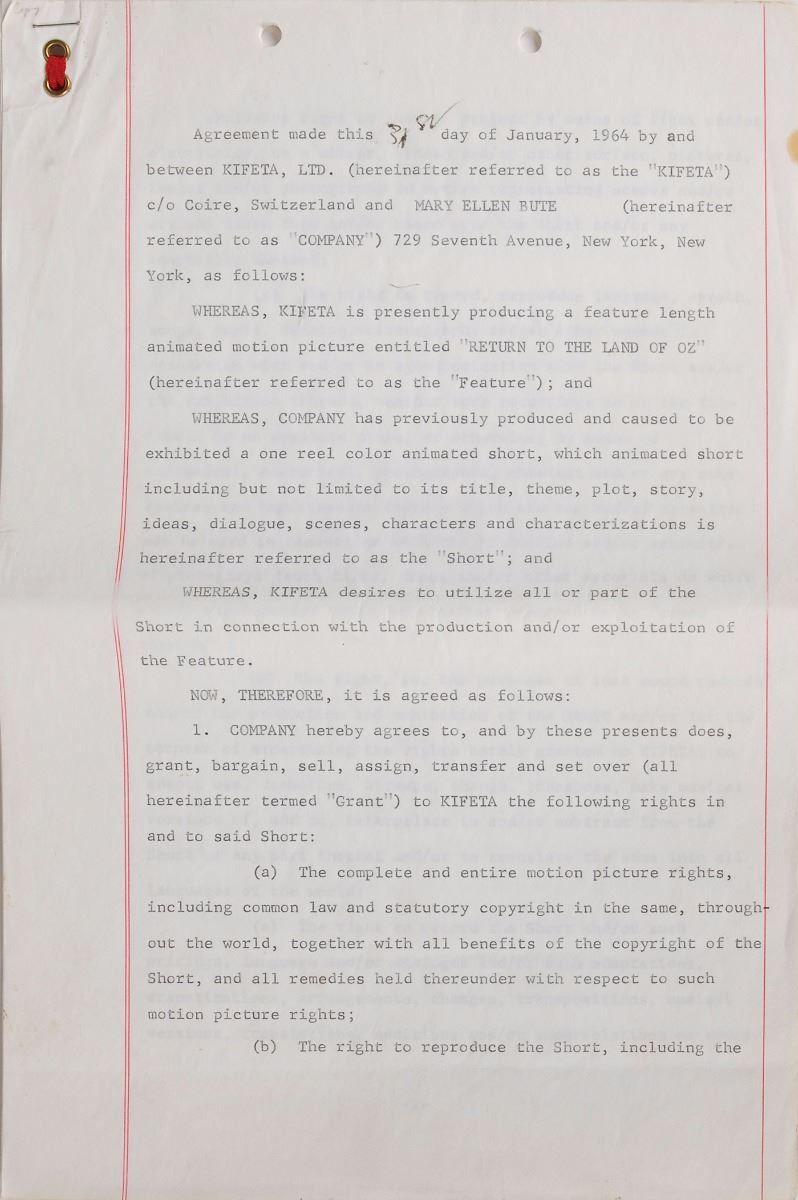 Agreement made this 31st day of January, 1964 by and
between KIFETA, LTD. (hereinafter referred to as the "KIFETA")
c/o Coire, Switzerland and MARY ELLEN BUTE (hereinafter
referred to as "COMPANY") 729 Seventh Avenue, New York, New
York, as follows:
WHEREAS, KIFETA is presently producing a feature length
animated motion picture entitled "RETURN TO THE LAND OF OZ"
(hereinafter referred to as the "Feature"); and
WHEREAS, COMPANY has previously produced and caused to be
exhibited a one reel color animated short, which animated short
including but not limited to its title, theme, plot, story,
ideas, dialogue, scenes, characters and characterizations is
hereinafter referred to as the "Short"; and
WHEREAS, KIFETA desires to utilize all or part of the
Short in connection with the production and/or exploitation of
the Feature.
NOW, THEREFORE, it is agreed as follows:
1. COMPANY hereby agrees to, and by these presents does,
grant, bargain, sell, assign, transfer and set over (all
hereinafter termed "Grant") to KIFETA the following rights in
and to said Short:
(a) The complete and entire motion picture rights,
including common law and statutory copyright in the same, through-
out the world, together with all benefits of the copyright of the
Short, and all remedies held thereunder with respect to such
motion picture rights;
(b) The right to reproduce the Short, including the